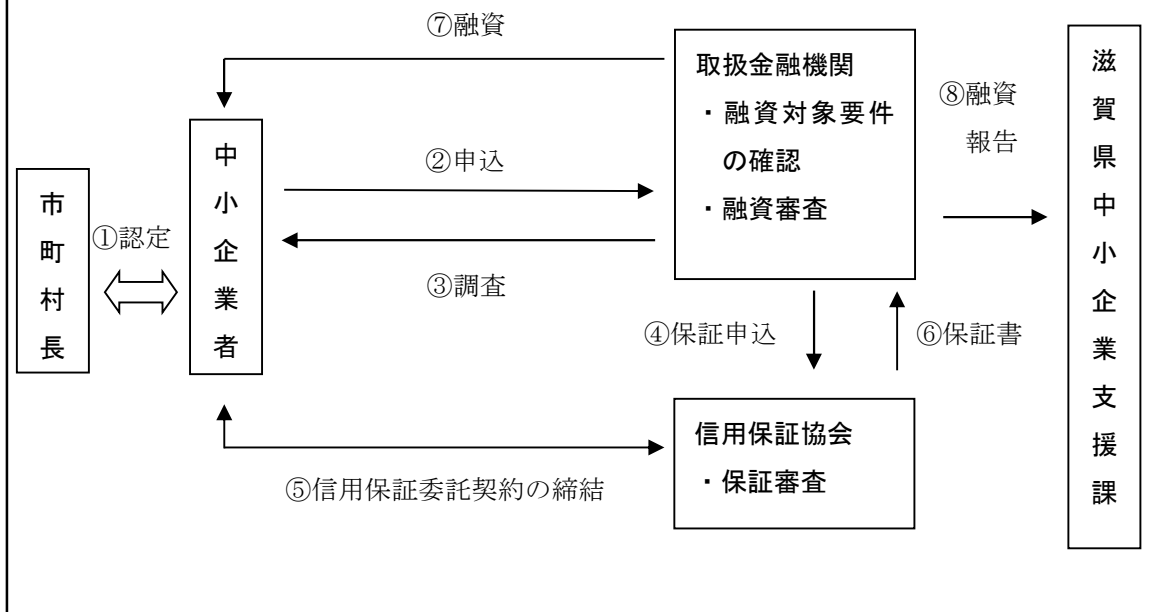 ⑦融資
取扱金融機関
・融資対象要件
の確認
・融資審査
⑧融資
報告
滋賀県中小企業支援課
中小企業者
②申込
市町村長
①認定
③調査
④保証申込
⑥保証書
信用保証協会
・保証審査
⑤信用保証委託契約の締結